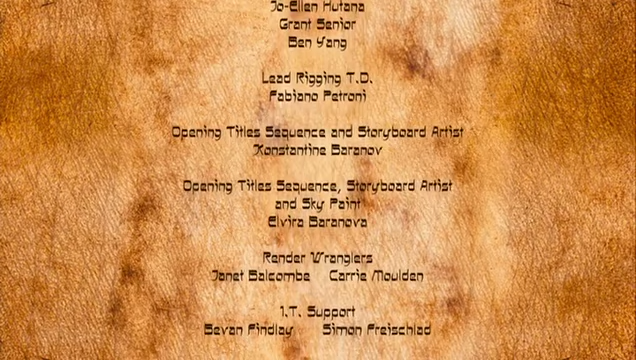 Jo-Ellen Hutana
Grant Senior
Ben Yang
Lead Rigging T.D.
Fabiano Petroni
Opening Titles Sequence and Storyboard Artist
Konstantine Baranov
Opening Titles Sequence, Storyboard Artist
and Sky Paint
Elvira Baranova
Render Wranglers
Janet Balcombe Carrie Moulden
I.T. Support
Bevan Findlay Simon Freischlad